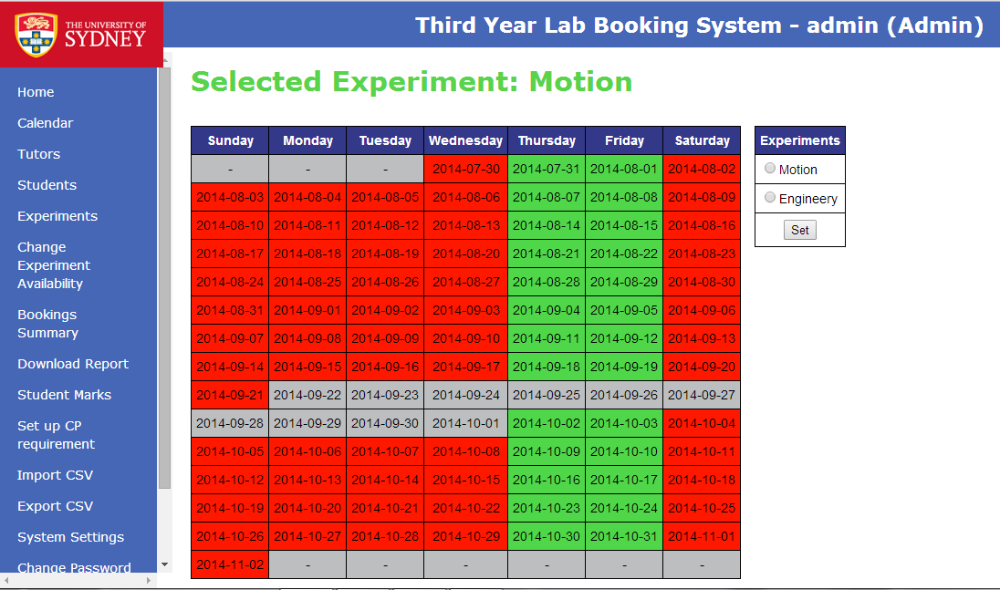 THE UNIVERSITY OF
SYDNEY
Third Year Lab Booking System - admin (Admin)
Home
Calendar
Tutors
Students
Experiments
Change
Experiment
Availability
Bookings
Summary
Download Report
Student Marks
Set up CP
requirement
Import CSV
Export CSV
System Settings
Change Password
Selected Experiment: Motion
Sunday Monday Tuesday Wednesday Thursday Friday Saturday
- - - 2014-07-30 2014-07-31 2014-08-01 2014-08-02
2014-08-03 2014-08-04 2014-08-05 2014-08-06 2014-08-07 2014-08-08 2014-08-09
2014-08-10 2014-08-11 2014-08-12 2014-08-13 2014-08-14 2014-08-15 2014-08-16
2014-08-17 2014-08-18 2014-08-19 2014-08-20 2014-08-21 2014-08-22 2014-08-23
2014-08-24 2014-08-25 2014-08-26 2014-08-27 2014-08-28 2014-08-29 2014-08-30
2014-08-31 2014-09-01 2014-09-02 2014-09-03 2014-09-04 2014-09-05 2014-09-06
2014-09-07 2014-09-08 2014-09-09 2014-09-10 2014-09-11 2014-09-12 2014-09-13
2014-09-14 2014-09-15 2014-09-16 2014-09-17 2014-09-18 2014-09-19 2014-09-20
2014-09-21 2014-09-22 2014-09-23 2014-09-24 2014-09-25 2014-09-26 2014-09-27
2014-09-28 2014-09-29 2014-09-30 2014-10-01 2014-10-02 2014-10-03 2014-10-04
2014-10-05 2014-10-06 2014-10-07 2014-10-08 2014-10-09 2014-10-10 2014-10-11
2014-10-12 2014-10-13 2014-10-14 2014-10-15 2014-10-16 2014-10-17 2014-10-18
2014-10-19 2014-10-20 2014-10-21 2014-10-22 2014-10-23 2014-10-24 2014-10-25
2014-10-26 2014-10-27 2014-10-28 2014-10-29 2014-10-30 2014-10-31 2014-11-01
2014-11-02 - - - - - -
Experiments
Motion
Engineery
Set